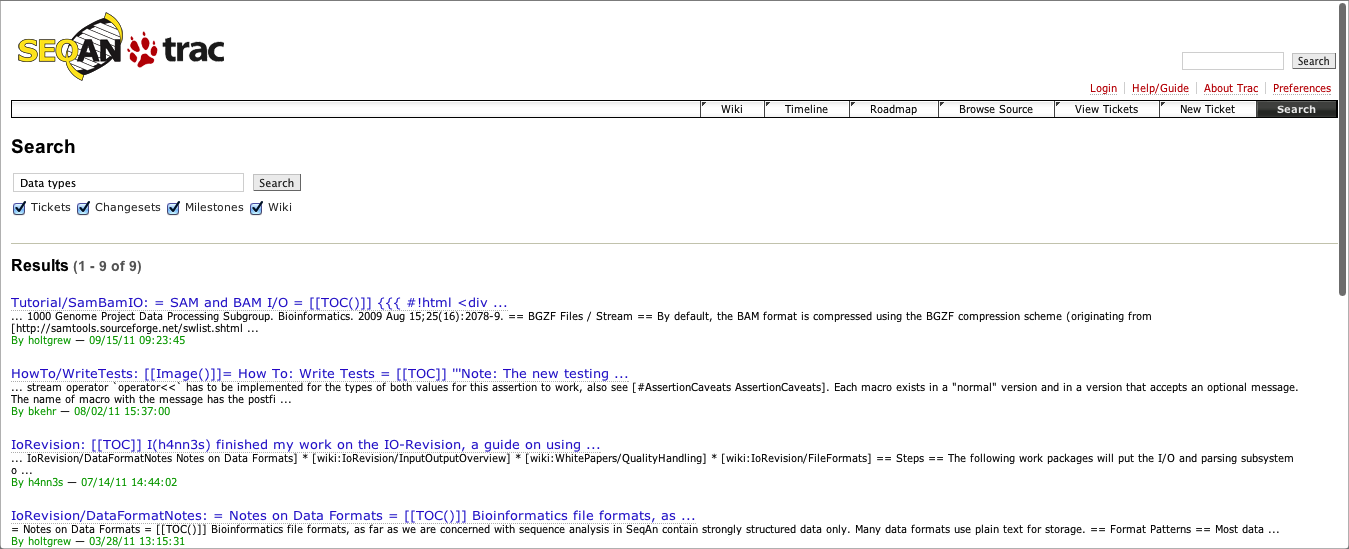 SEQAN trac
Search
Login Help/Guide About Trac Preferences
Wiki Timeline Roadmap Browse Source View Tickets New Ticket Search
Search
Data types Search
Tickets Changesets Milestones Wiki
Results (1 - 9 of 9)
Tutorial/SamBamIO: = SAM and BAM I/O = [[TOC()]] {{{ #!html <div ...
... 1000 Genome Project Data Processing Subgroup. Bioinformatics. 2009 Aug 15;25(16):2078-9. == BGZF Files / Stream == By default, the BAM format is compressed using the BGZF compression scheme (originating from
[http://samtools.sourceforge.net/swlist.shtml ...
By holtgrew — 09/15/11 09:23:45
HowTo/WriteTests: [[Image()]]= How To: Write Tests = [[TOC]] '''Note: The new testing ...
... stream operator `operator<<` has to be implemented for the types of both values for this assertion to work, also see [#AssertionCaveats AssertionCaveats]. Each macro exists in a "normal" version and in a version that accepts an optional message.
The name of macro with the message has the postfi ...
By bkehr — 08/02/11 15:37:00
IoRevision: [[TOC]] I(h4nn3s) finished my work on the IO-Revision, a guide on using ...
... IoRevision/DataFormatNotes Notes on Data Formats] * [wiki:IoRevision/InputOutputOverview] * [wiki:WhitePapers/QualityHandling] * [wiki:IoRevision/FileFormats] == Steps == The following work packages will put the I/O and parsing subsystem
o ...
By h4nn3s — 07/14/11 14:44:02
IoRevision/DataFormatNotes: = Notes on Data Formats = [[TOC()]] Bioinformatics file formats, as ...
= Notes on Data Formats = [[TOC()]] Bioinformatics file formats, as far as we are concerned with sequence analysis in SeqAn contain strongly structured data only. Many data formats use plain text for storage. == Format Patterns == Most data ...
By holtgrew — 03/28/11 13:15:31